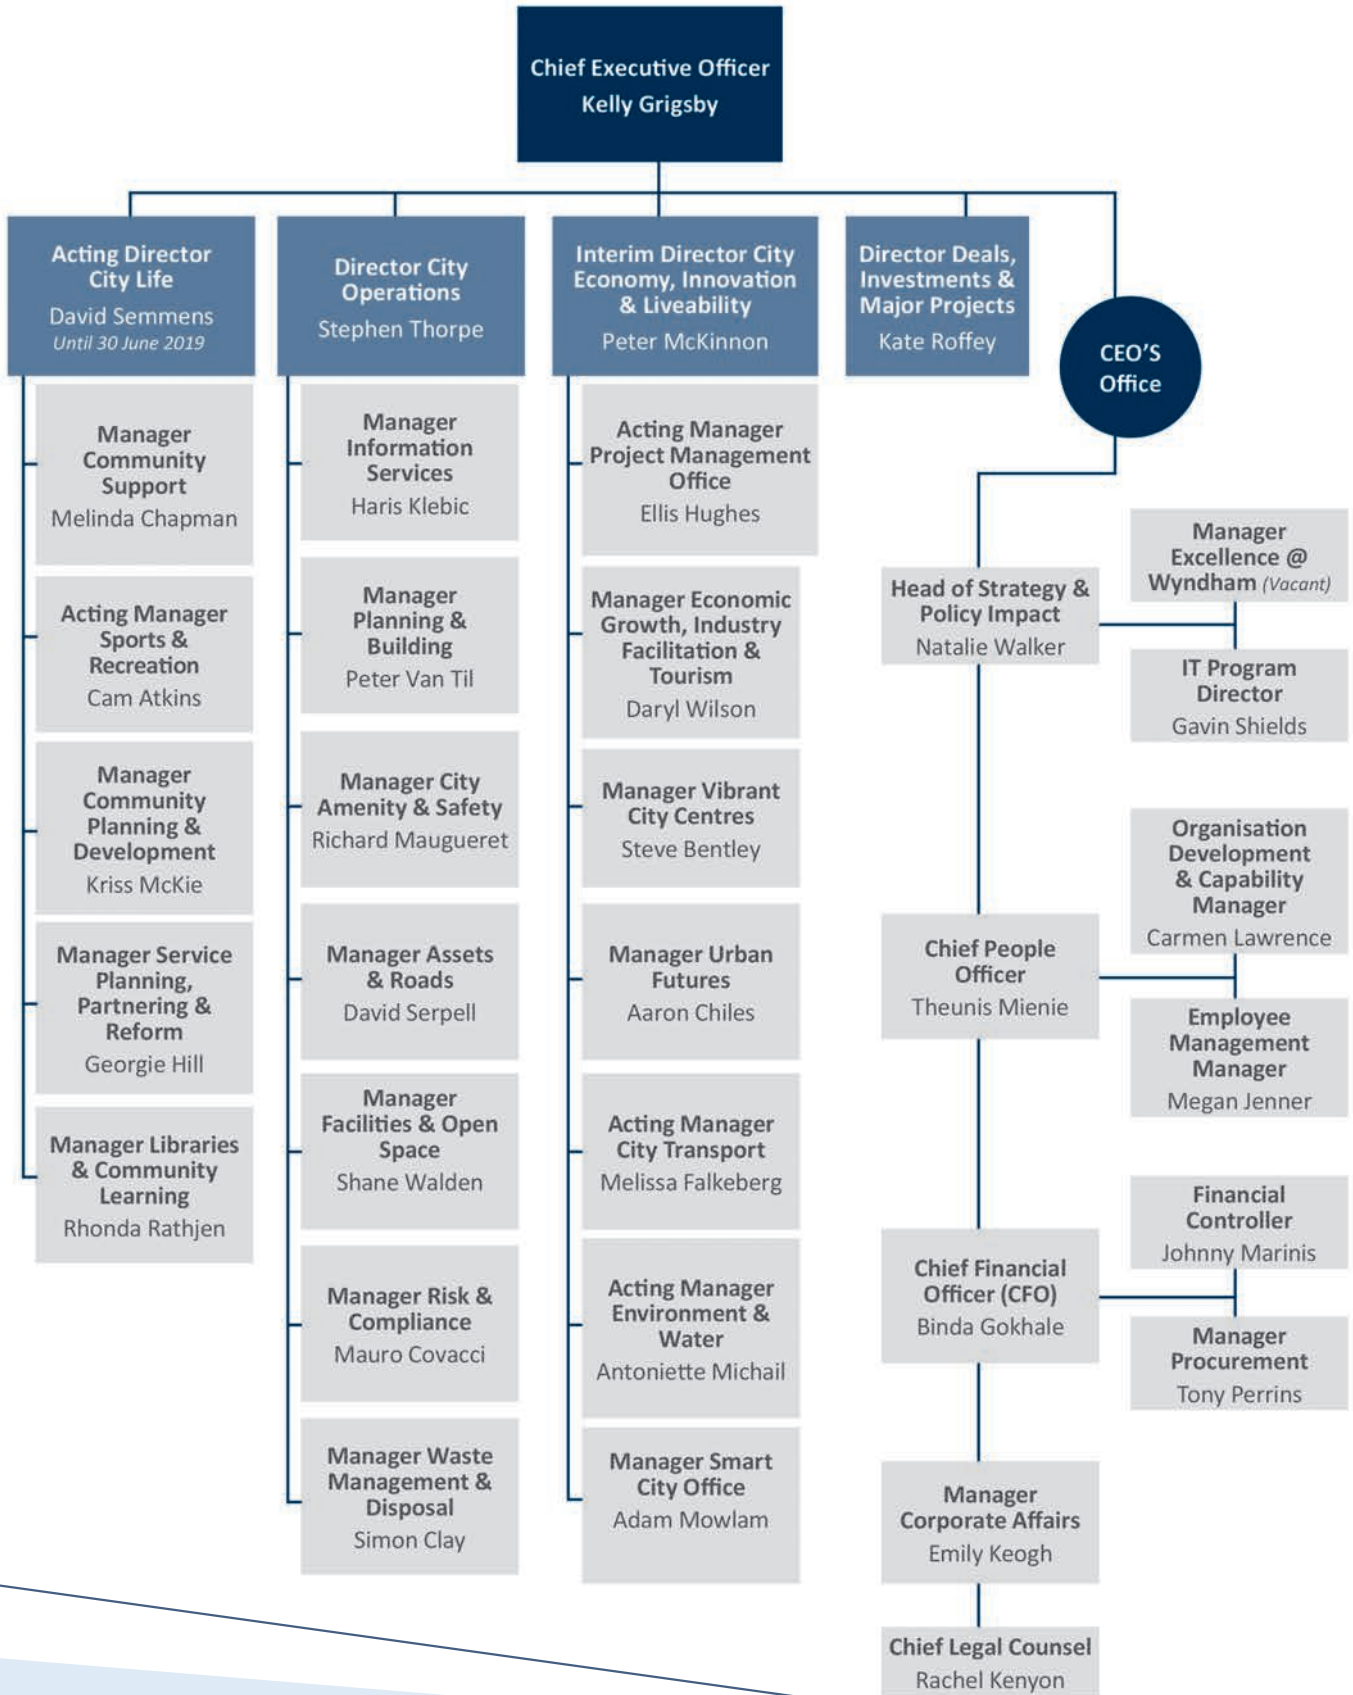 Chief Executive Officer
Kelly Grigsby
Acting Director
City Life
David Semmens
Until 30 June 2019
Director City
Operations
Stephen Thorpe
Interim Director City
Economy, Innovation
& Liveability
Peter McKinnon
Director Deals,
Investments &
Major Projects
Kate Roffey
CEO'S
Office
Manager
Community
Support
Melinda Chapman
Acting Manager
Sports &
Recreation
Cam Atkins
Manager
Community
Planning &
Development
Kriss McKie
Manager Service
Planning,
Partnering &
Reform
Georgie Hill
Manager Libraries
& Community
Learning
Rhonda Rathjen
Manager
Information
Services
Haris Klebic
Manager
Planning &
Building
Peter Van Til
Manager City
Amenity & Safety
Richard Maugueret
Manager Assets
& Roads
David Serpell
Manager
Facilities & Open
Space
Shane Walden
Manager Risk &
Compliance
Mauro Covacci
Manager Waste
Management &
Disposal
Simon Clay
Acting Manager
Project Management
Office
Ellis Hughes
Manager Economic
Growth, Industry
Facilitation &
Tourism
Daryl Wilson
Manager Vibrant
City Centres
Steve Bentley
Manager Urban
Futures
Aaron Chiles
Acting Manager
City Transport
Melissa Falkeberg
Acting Manager
Environment &
Water
Antoniette Michail
Manager Smart
City Office
Adam Mowlam
Head of Strategy &
Policy Impact
Natalie Walker
Manager
Excellence @
Wyndham (Vacant)
IT Program
Director
Gavin Shields
Chief People
Officer
Theunis Mienie
Organisation
Development
& Capability
Manager
Carmen Lawrence
Employee
Management
Manager
Megan Jenner
Chief Financial
Officer (CFO)
Binda Gokhale
Financial
Controller
Johnny Marinis
Manager
Procurement
Tony Perrins
Manager
Corporate Affairs
Emily Keogh
Chief Legal Counsel
Rachel Kenyon